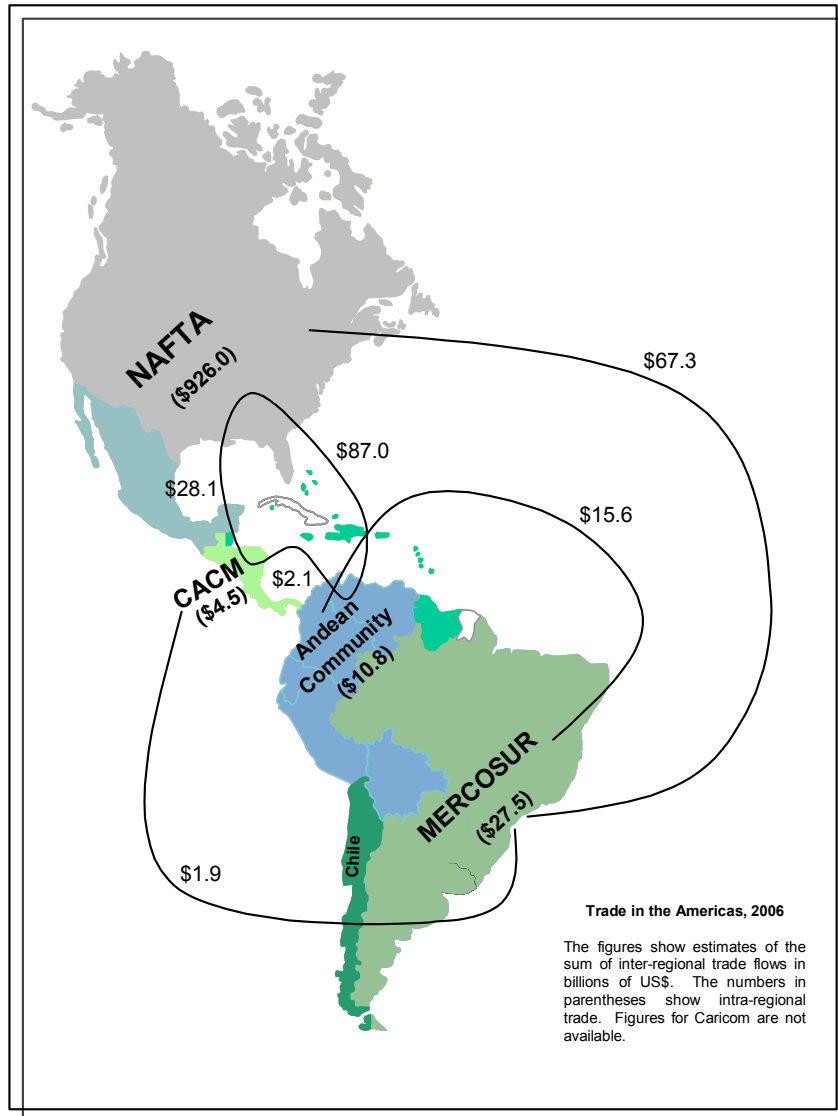 NAFTA
($926.0)
$67.3
$87.0
$28.1
$15.6
CACM
($4.5)
$2.1
Andean
Community
($10.8)
MERCOSUR
($27.5)
Chile
$1.9
Trade in the Americas, 2006
The figures show estimates of the
sum of inter-regional trade flows in
billions of US$. The numbers in
parentheses show intra-regional
trade. Figures for Caricom are not
available.